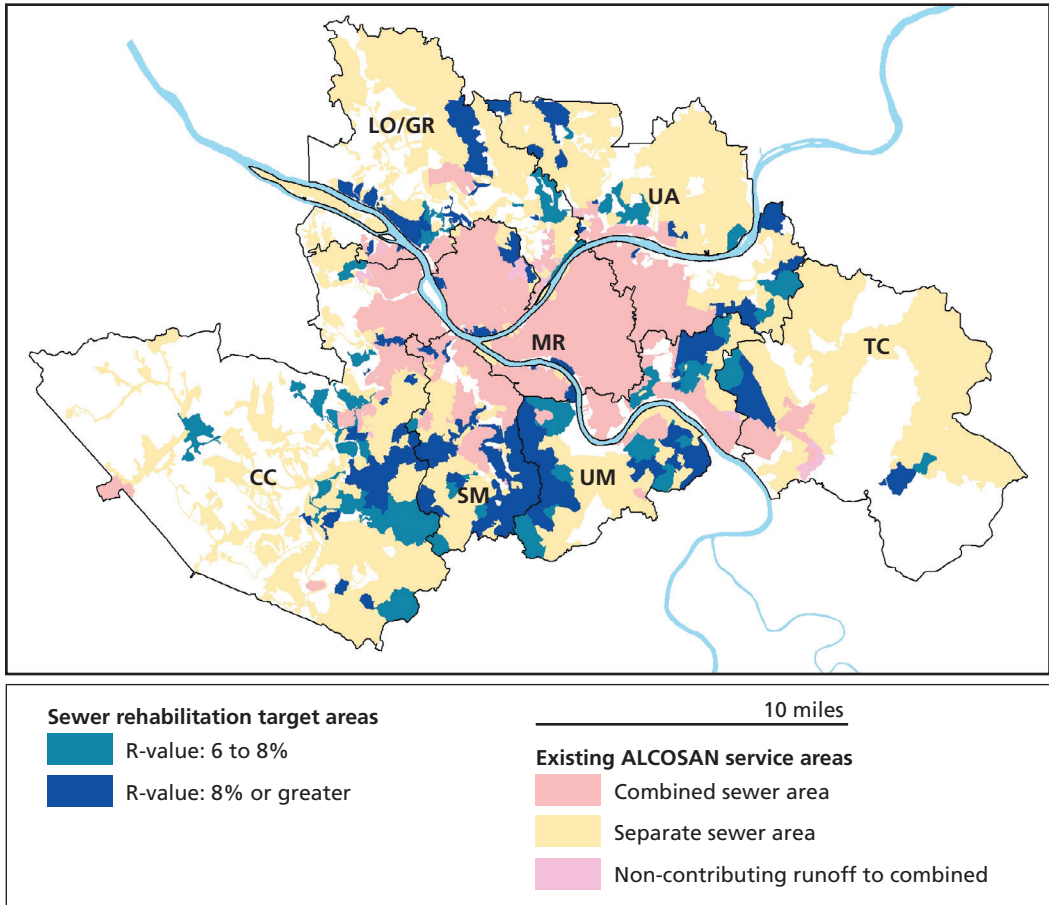 LO/GR
UA
MR
TC
CC
SM
UM
Sewer rehabilitation target areas
R-value: 6 to 8%
R-value: 8% or greater
10 miles
Existing ALCOSAN service areas
Combined sewer area
Separate sewer area
Non-contributing runoff to combined